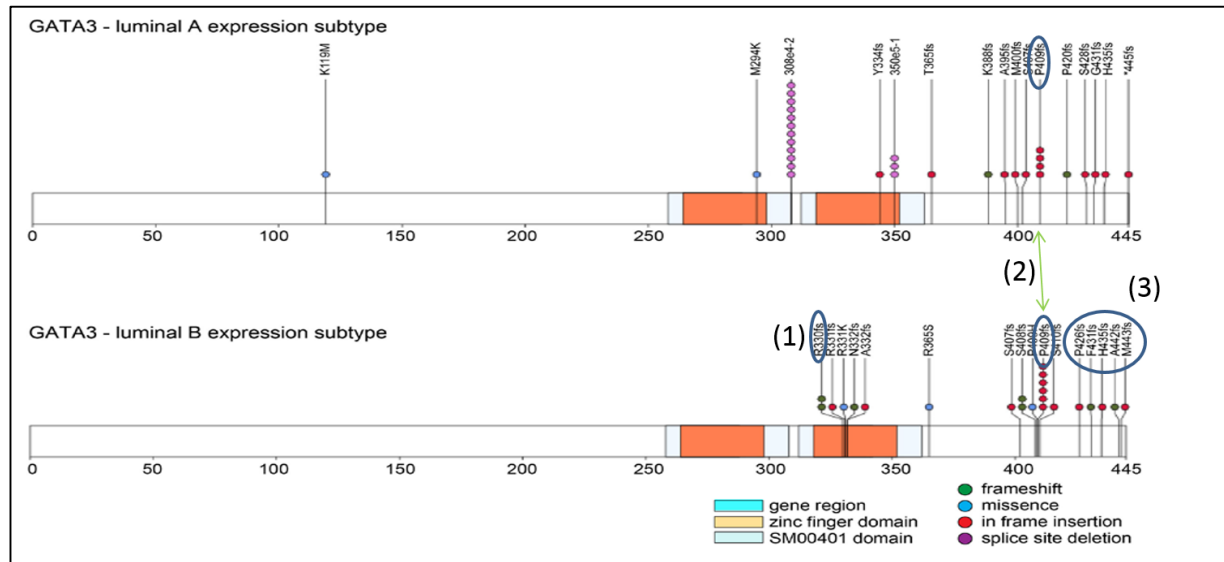 GATA3 - luminal A expression subtype
K119M
M294K
308e4-2
Y334fs
350e5-1
T365fs
K388fs
A395fs
M400fs
S407fs
P409fs
P420fs
S428fs
G431fs
H435fs
*445fs
0 50 100 150 200 250 300 350 400 445
(2)
(3)
GATA3 - luminal B expression subtype
(1)
R330fs
R331fs
R331K
N332fs
A332fs
R365S
S407fs
S408fs
P409H
P409fs
S410fs
P426fs
F431fs
H435fs
A442fs
M443fs
0 50 100 150 200 250 300 350 400 445
gene region
zinc finger domain
SM00401 domain
frameshift
missence
in frame insertion
splice site deletion